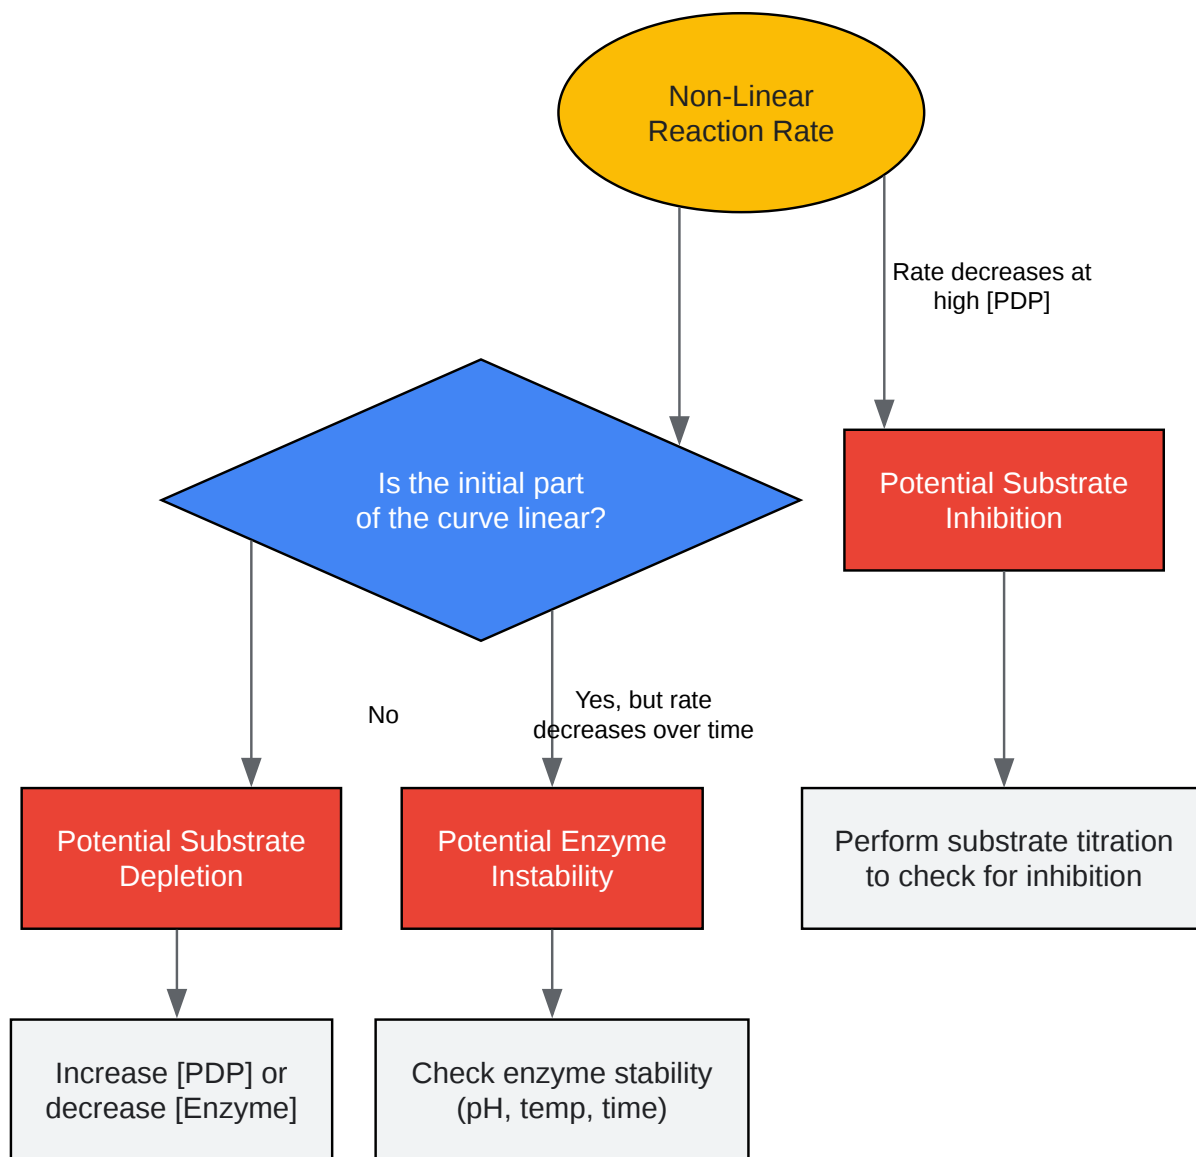 Non-Linear
Reaction Rate
Rate decreases at
high [PDP]
Is the initial part
of the curve linear?
Potential Substrate
Inhibition
No
Yes, but rate
decreases over time
Potential Substrate
Depletion
Potential Enzyme
Instability
Perform substrate titration
to check for inhibition
Increase [PDP] or
decrease [Enzyme]
Check enzyme stability
(pH, temp, time)